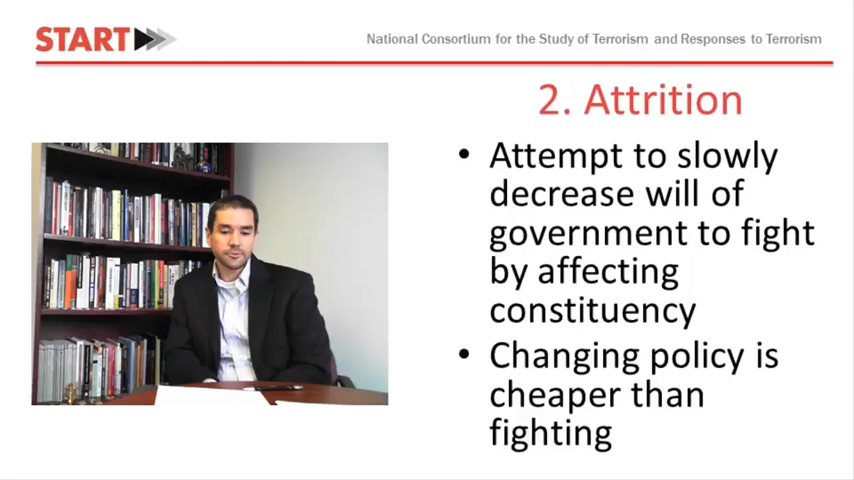 START
National Consortium for the Study of Terrorism and Responses to Terrorism
2. Attrition
• Attempt to slowly
decrease will of
government to fight
by affecting
constituency
• Changing policy is
cheaper than
fighting